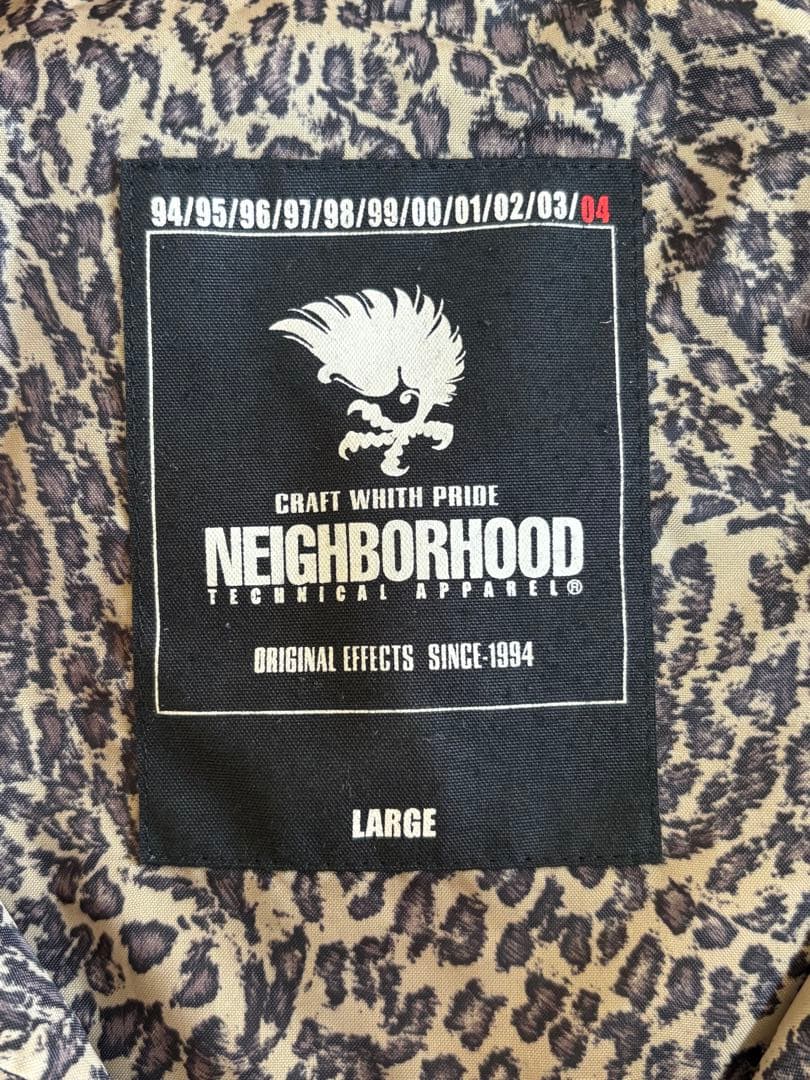 94/95/96/97/98/99/00/01/02/03/04
CRAFT WHITH PRIDE
NEIGHBORHOOD
TECHNICAL APPAREL®
ORIGINAL EFFECTS SINCE-1994
LARGE